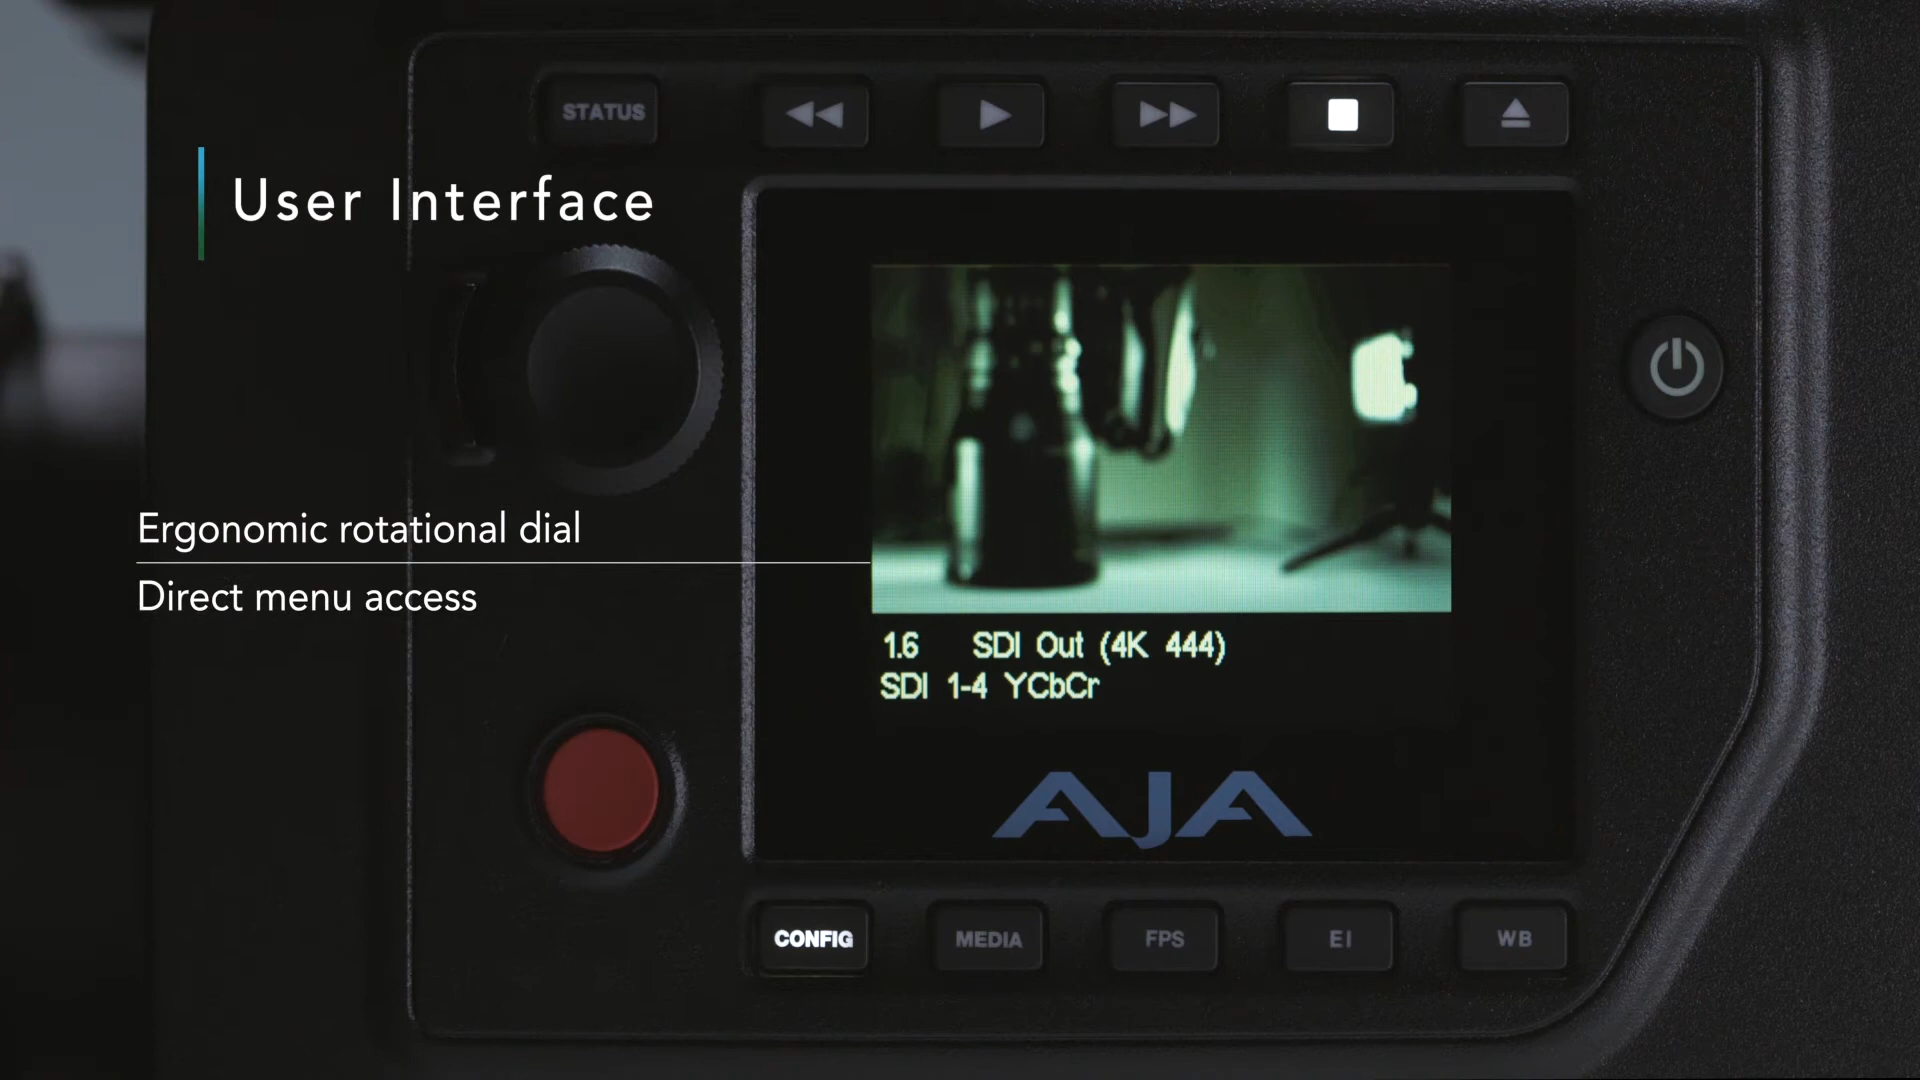 STATUS
User Interface
Ergonomic rotational dial
Direct menu access
1.6 SDI Out (4K 444)
SDI 1-4 YCbCr
AJA
CONFIG MEDIA FPS EI WB